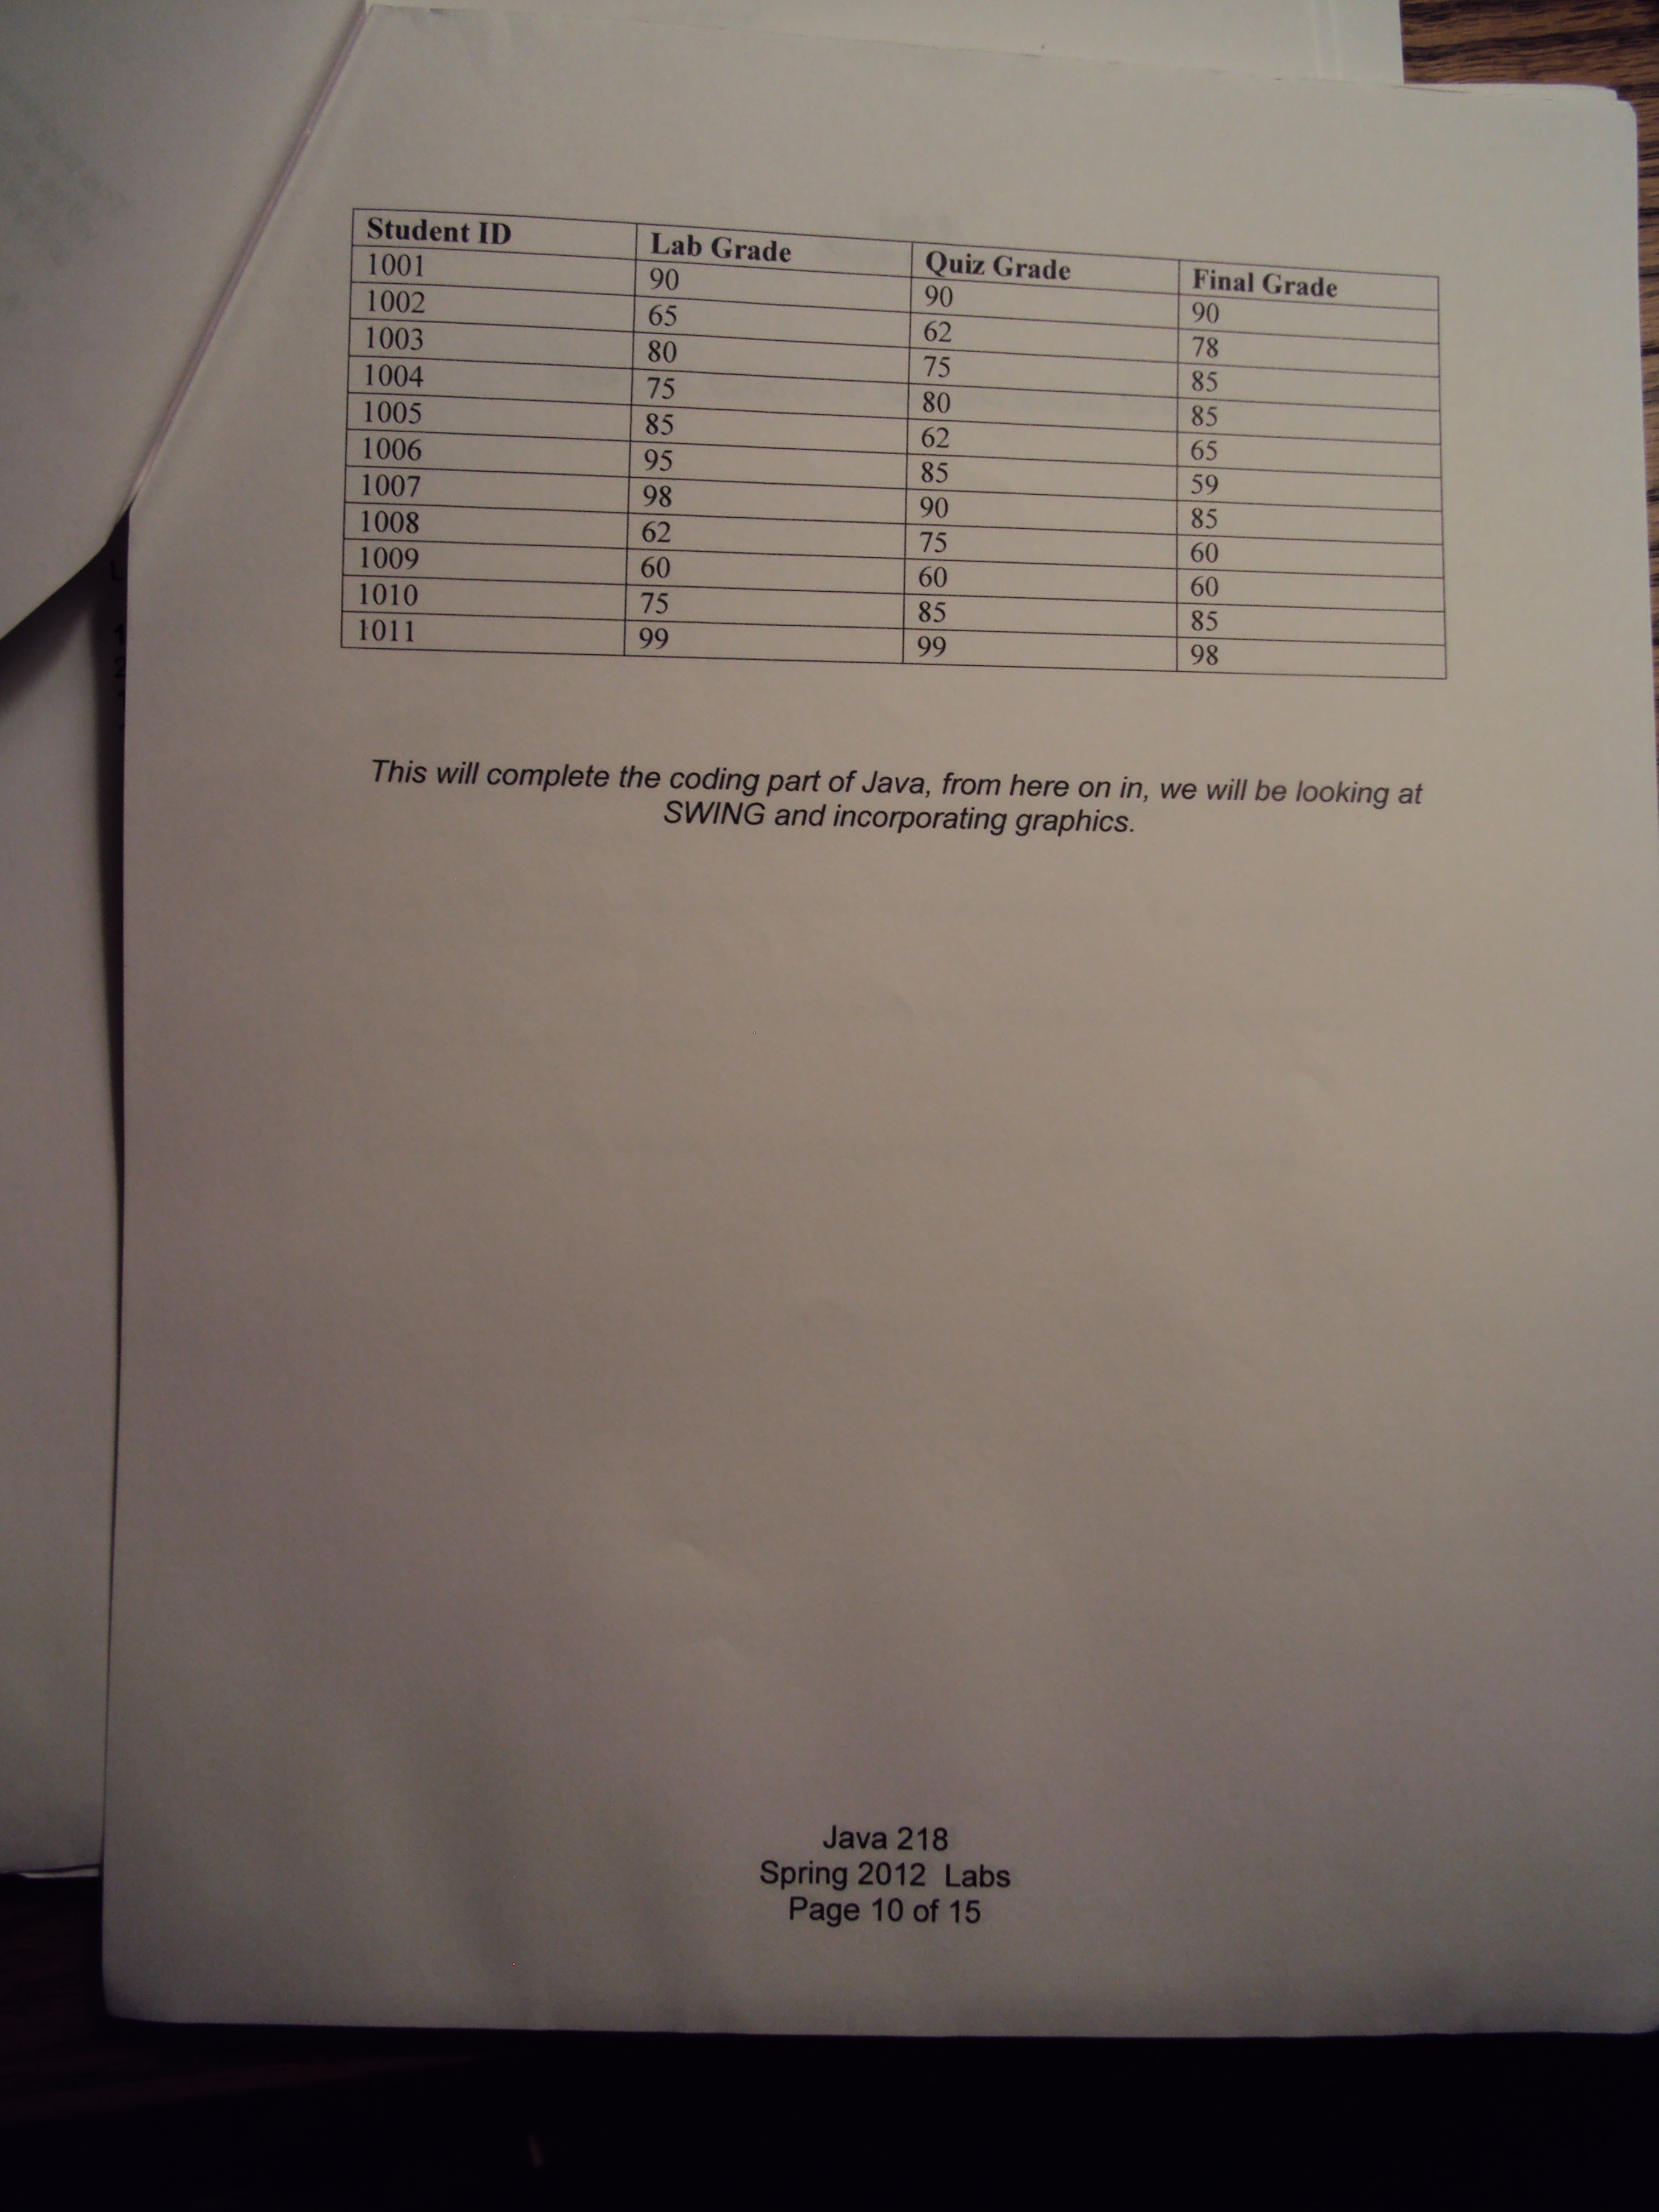 Student ID Lab Grade Quiz Grade Final Grade
1001 90 90 90
1002 65 62 78
1003 80 75 85
1004 75 80 85
1005 85 62 65
1006 95 85 59
1007 98 90 85
1008 62 75 60
1009 60 60 60
1010 75 85 85
1011 99 99 98
This will complete the coding part of Java, from here on in, we will be looking at
SWING and incorporating graphics.
Java 218
Spring 2012 Labs
Page 10 of 15